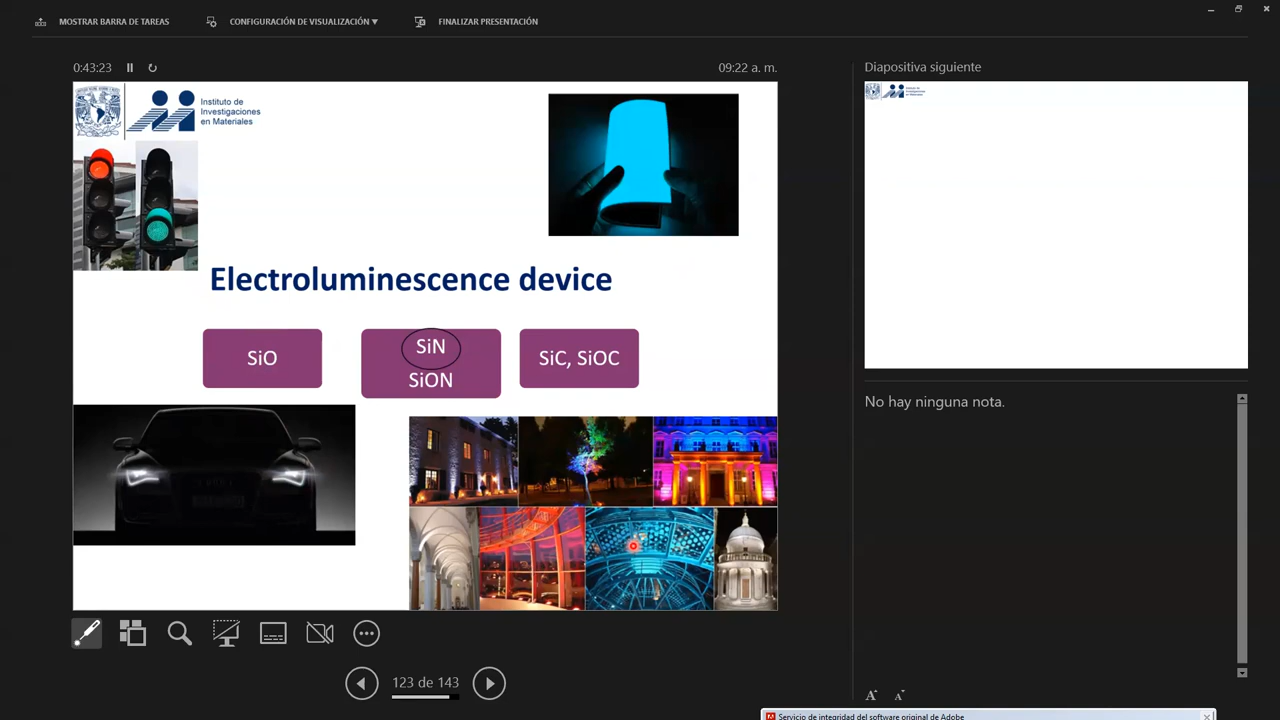 MOSTRAR BARRA DE TAREAS
CONFIGURACIÓN DE VISUALIZACIÓN ▼
FINALIZAR PRESENTACIÓN
0:43:23
09:22 a. m.
Instituto de
Investigaciones
en Materiales
Electroluminescence device
SiO
SiN
SiON
SiC, SiOC
123 de 143
Diapositiva siguiente
No hay ninguna nota.
A
A
Servicio de integridad del software original de Adobe